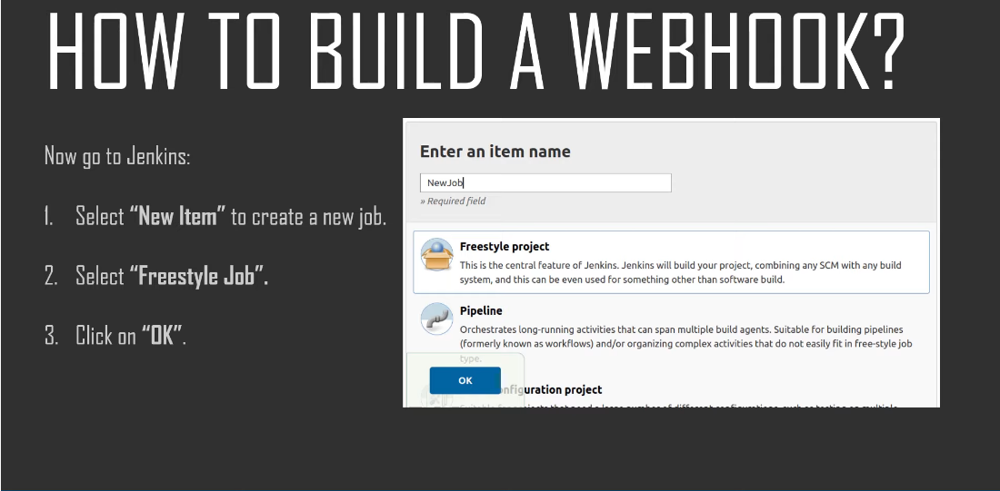 HOW TO BUILD A WEBHOOK?
Now go to Jenkins:
1. Select “New Item” to create a new job.
2. Select “Freestyle Job”.
3. Click on “OK”.
Enter an item name
NewJob
» Required field
Freestyle project
This is the central feature of Jenkins. Jenkins will build your project, combining any SCM with any build
system, and this can be even used for something other than software build.
Pipeline
Orchestrates long-running activities that can span multiple build agents. Suitable for building pipelines
(formerly known as workflows) and/or organizing complex activities that do not easily fit in free-style job
type.
OK
onfiguration project